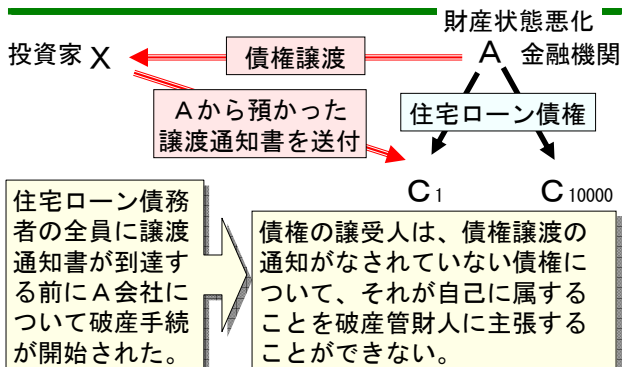 財産状態悪化
投資家 X
債権譲渡
A 金融機関
Aから預かった
譲渡通知書を送付
住宅ローン債権
C1
C10000
住宅ローン債務
者の全員に譲渡
通知書が到達す
る前にA会社に
ついて破産手続
が開始された。
債権の譲受人は、債権譲渡の
通知がなされていない債権に
ついて、それが自己に属する
ことを破産管財人に主張する
ことができない。